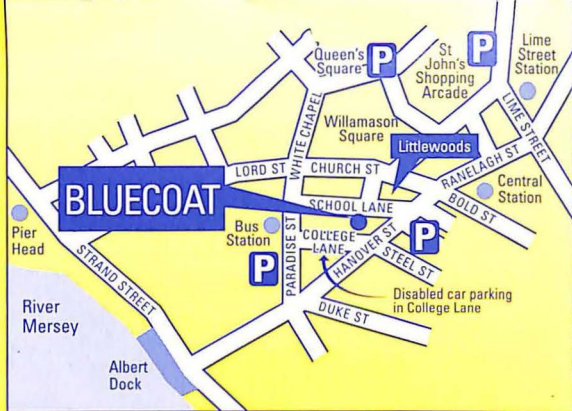 Queen's
Square
P
St
John's
Shopping
Arcade
P
Lime
Street
Station
LIME STREET
WHITE CHAPEL
Willamason
Square
Littlewoods
LORD ST
CHURCH ST
RANELAGH ST
Central
Station
BLUECOAT
SCHOOL LANE
BOLD ST
Pier
Head
Bus
Station
COLLEGE
LANE
HANOVER ST
P
STEEL ST
P
PARADISE ST
STRAND STREET
Disabled car parking
in College Lane
DUKE ST
River
Mersey
Albert
Dock